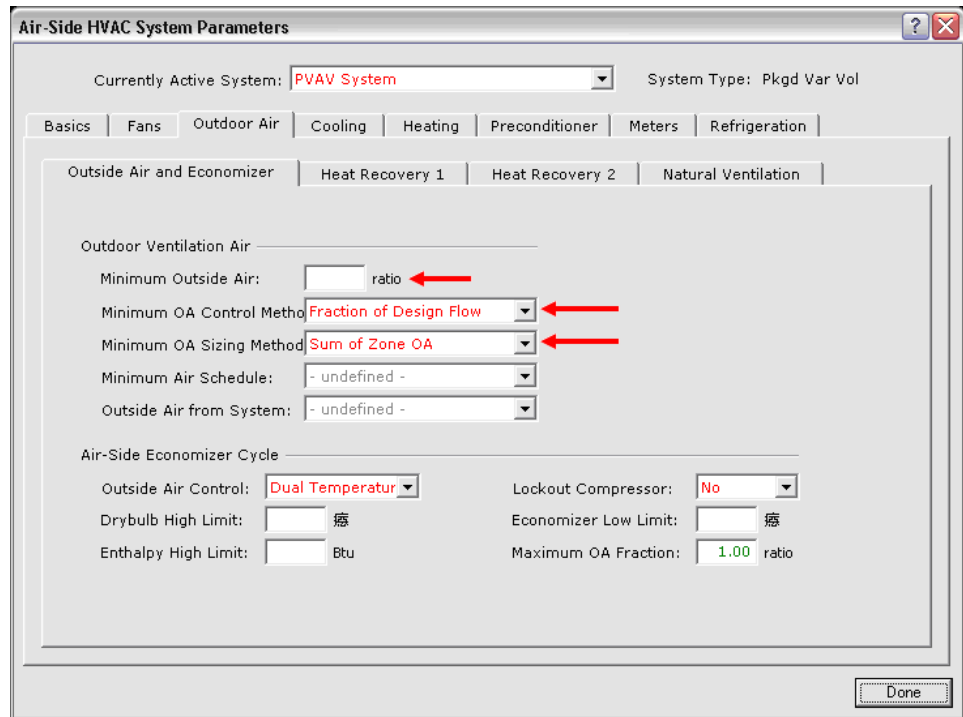 Air-Side HVAC System Parameters
Currently Active System: PVAV System System Type: Pkgd Var Vol
Basics Fans Outdoor Air Cooling Heating Preconditioner Meters Refrigeration
Outside Air and Economizer Heat Recovery 1 Heat Recovery 2 Natural Ventilation
Outdoor Ventilation Air
Minimum Outside Air: ratio
Minimum OA Control Metho Fraction of Design Flow
Minimum OA Sizing Method Sum of Zone OA
Minimum Air Schedule: - undefined -
Outside Air from System: - undefined -
Air-Side Economizer Cycle
Outside Air Control: Dual Temperatur Lockout Compressor: No
Drybulb High Limit: 癋 Economizer Low Limit: 癋
Enthalpy High Limit: Btu Maximum OA Fraction: 1.00 ratio
Done